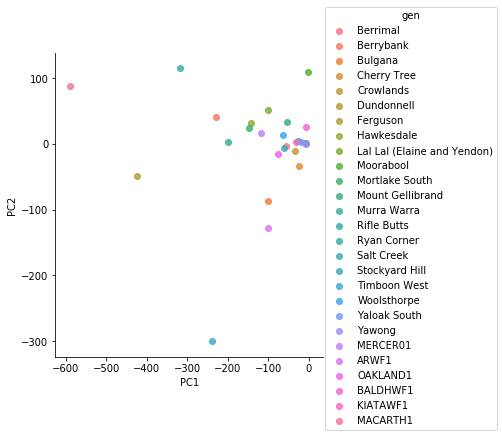 gen
Berrimal
Berrybank
Bulgana
Cherry Tree
Crowlands
Dundonnell
Ferguson
Hawkesdale
Lal Lal (Elaine and Yendon)
Moorabool
Mortlake South
Mount Gellibrand
Murra Warra
Rifle Butts
Ryan Corner
Salt Creek
Stockyard Hill
Timboon West
Woolsthorpe
Yaloak South
Yawong
MERCER01
ARWF1
OAKLAND1
BALDHWF1
KIATAWF1
MACARTH1
PC2
100
0
−100
−200
−300
−600 −500 −400 −300 −200 −100 0
PC1